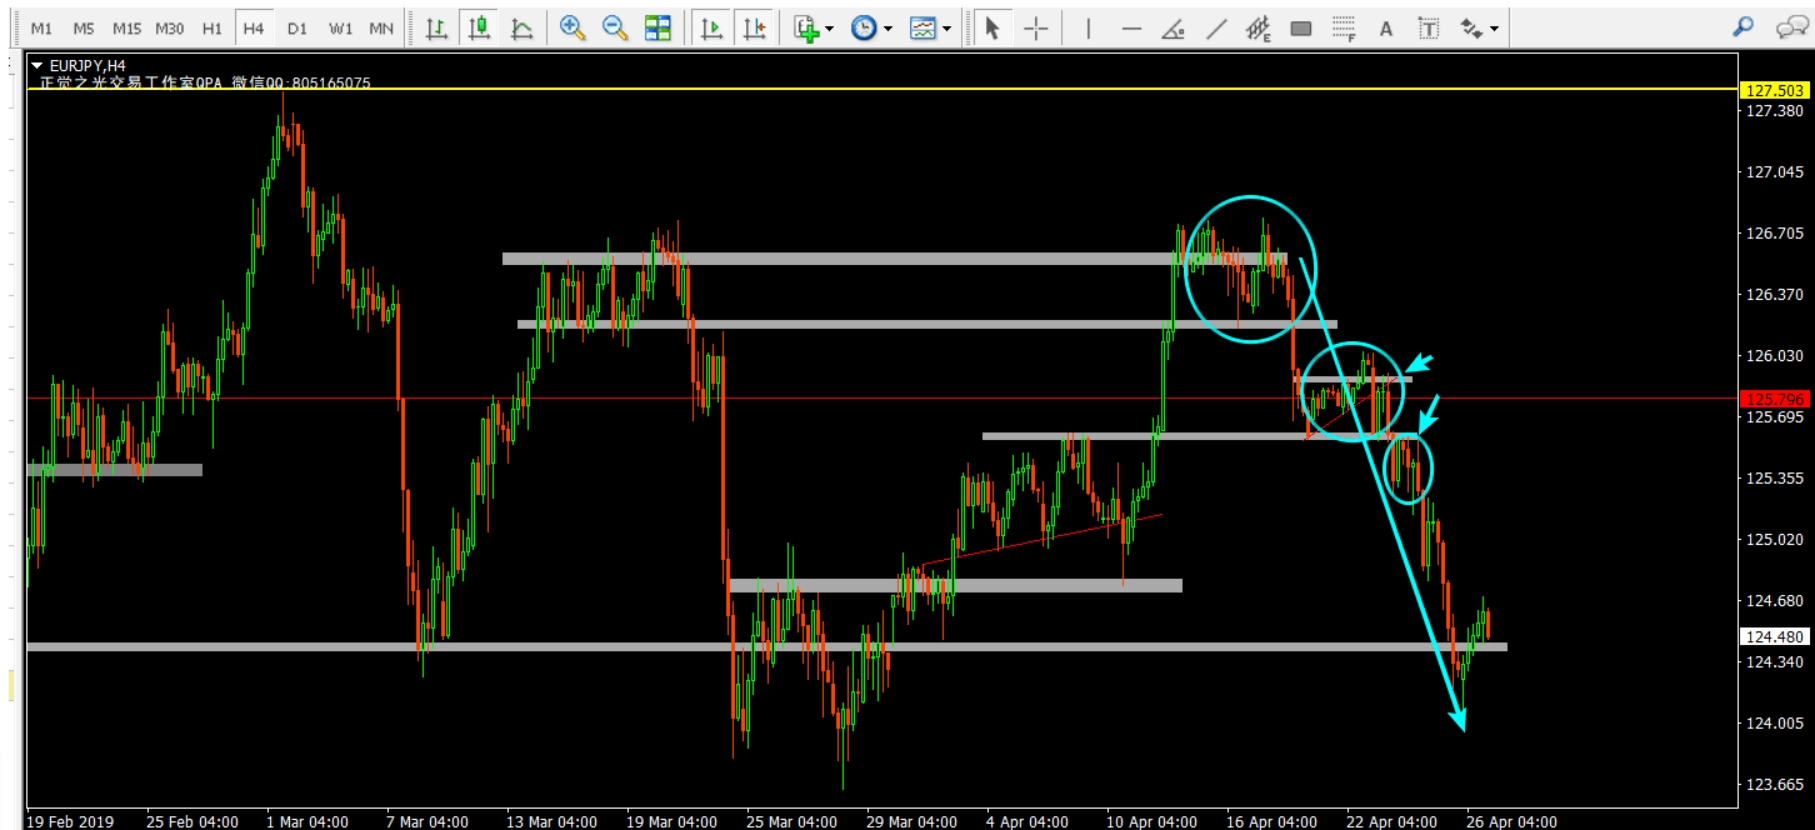 M1 M5 M15 M30 H1 H4 D1 W1 MN
E
F
A
T
EURJPY,H4
正觉之光交易工作室QPA 微信QQ:805165075
127.503
127.380
127.045
126.705
126.370
126.030
125.796
125.695
125.355
125.020
124.680
124.480
124.340
124.005
123.665
19 Feb 2019 25 Feb 04:00 1 Mar 04:00 7 Mar 04:00 13 Mar 04:00 19 Mar 04:00 25 Mar 04:00 29 Mar 04:00 4 Apr 04:00 10 Apr 04:00 16 Apr 04:00 22 Apr 04:00 26 Apr 04:00